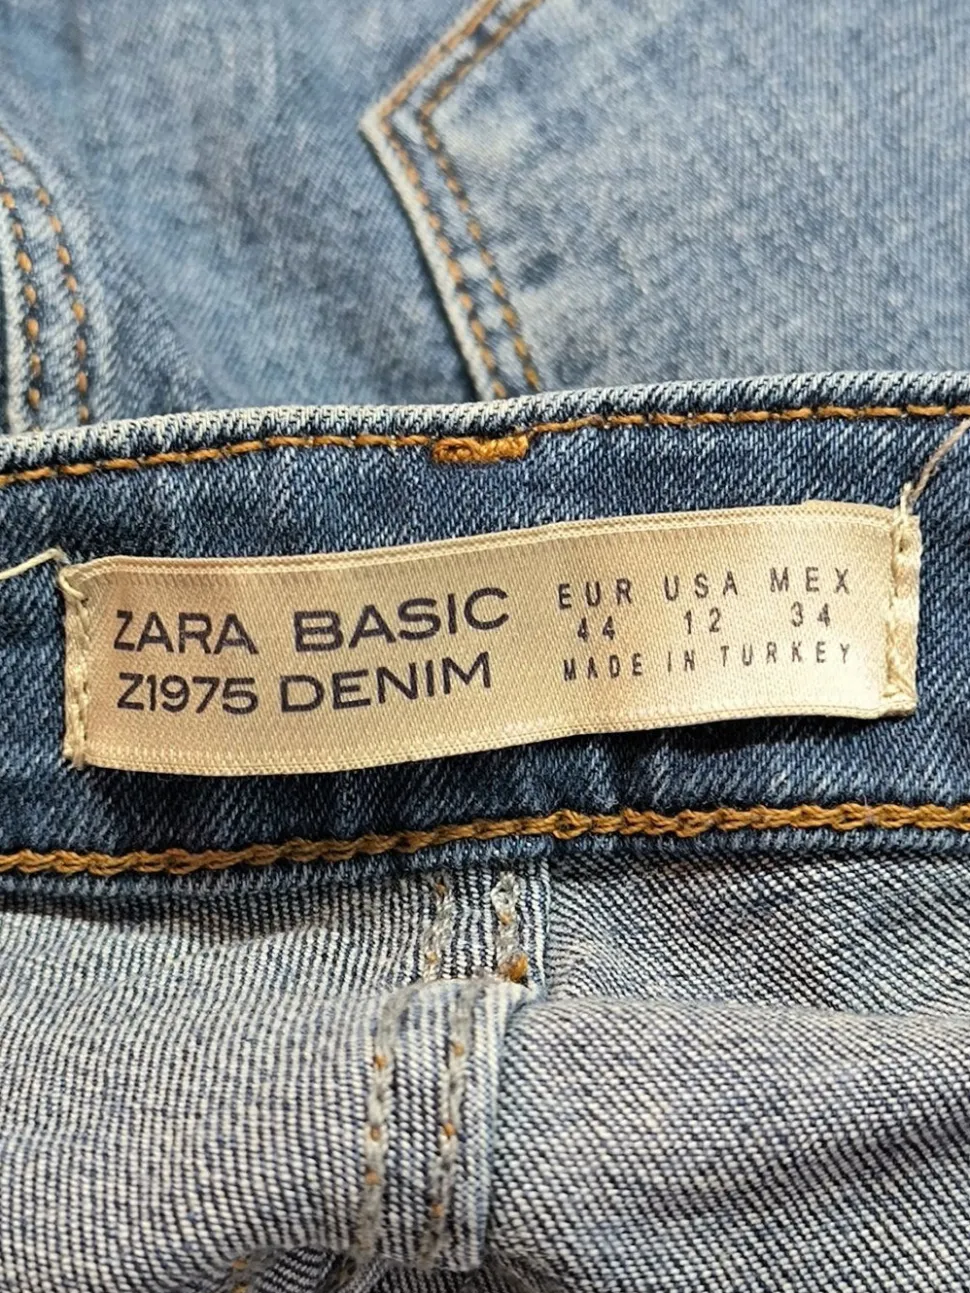 ZARA BASIC
Z1975 DENIM
EUR USA MEX
44 12 34
MADE IN TURKEY